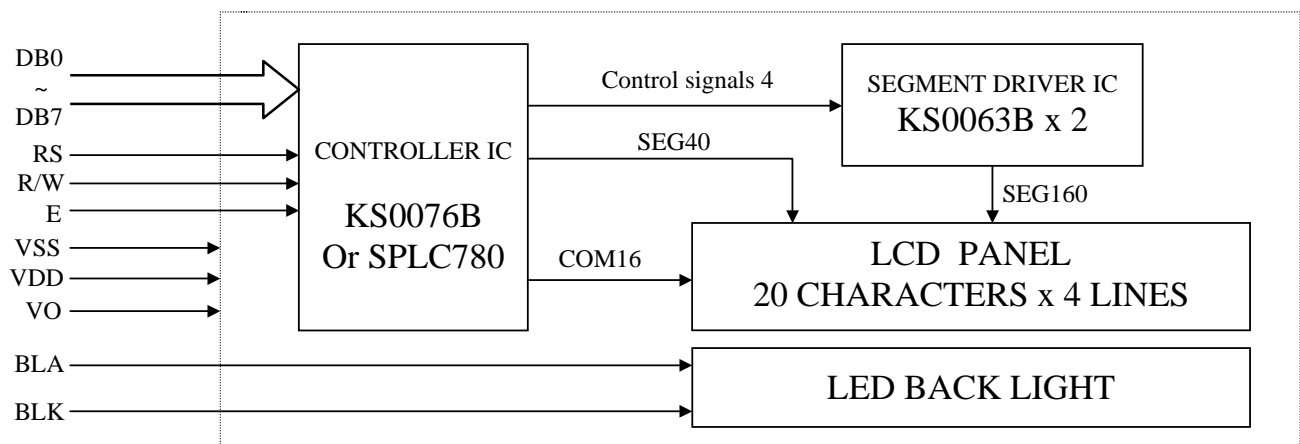 DB0
~
DB7
RS
R/W
E
VSS
VDD
VO
BLA
BLK
CONTROLLER IC
KS0076B
Or SPLC780
Control signals 4
SEG40
COM16
SEGMENT DRIVER IC
KS0063B x 2
SEG160
LCD PANEL
20 CHARACTERS x 4 LINES
LED BACK LIGHT